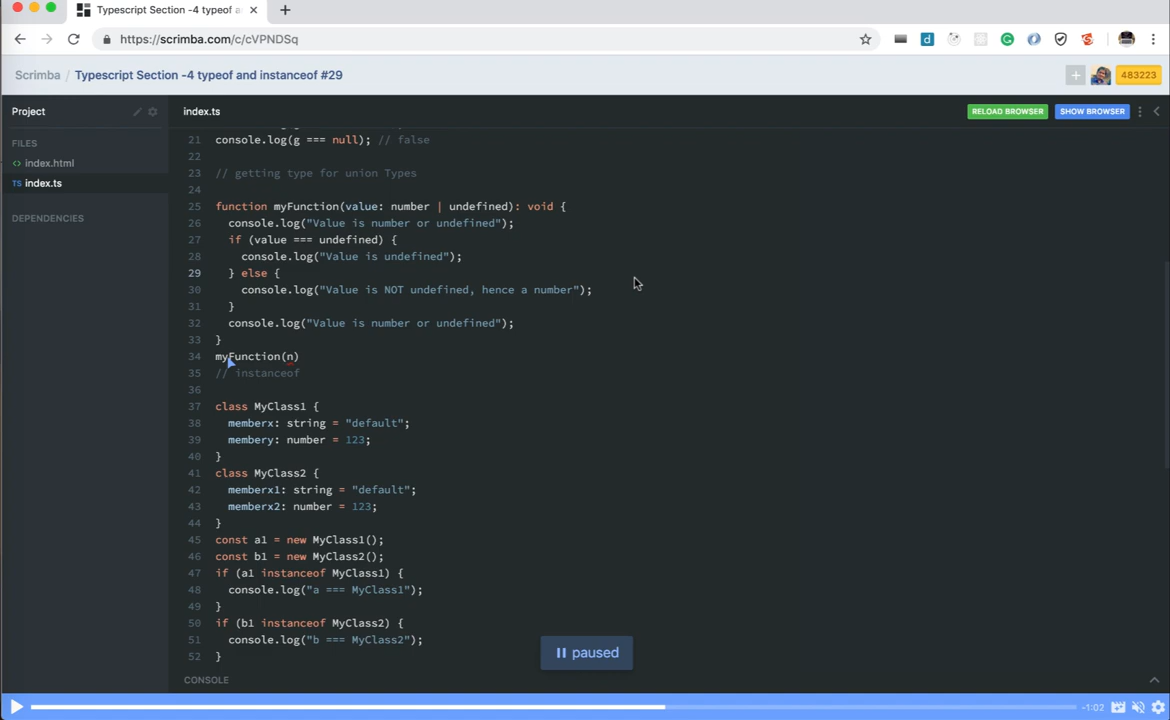 Typescript Section -4 typeof a
https://scrimba.com/c/cVPNDSq
Scrimba / Typescript Section -4 typeof and instanceof #29
483223
Project
index.ts
RELOAD BROWSER
SHOW BROWSER
FILES
<> index.html
TS index.ts
DEPENDENCIES
21 console.log(g === null); // false
22
23 // getting type for union Types
24
25 function myFunction(value: number | undefined): void {
26 console.log("Value is number or undefined");
27 if (value === undefined) {
28 console.log("Value is undefined");
29 } else {
30 console.log("Value is NOT undefined, hence a number");
31 }
32 console.log("Value is number or undefined");
33 }
34 myFunction(n)
35 // instanceof
36
37 class MyClass1 {
38 memberx: string = "default";
39 membery: number = 123;
40 }
41 class MyClass2 {
42 memberx1: string = "default";
43 memberx2: number = 123;
44 }
45 const a1 = new MyClass1();
46 const b1 = new MyClass2();
47 if (a1 instanceof MyClass1) {
48 console.log("a === MyClass1");
49 }
50 if (b1 instanceof MyClass2) {
51 console.log("b === MyClass2");
52 }
paused
CONSOLE
-1:02